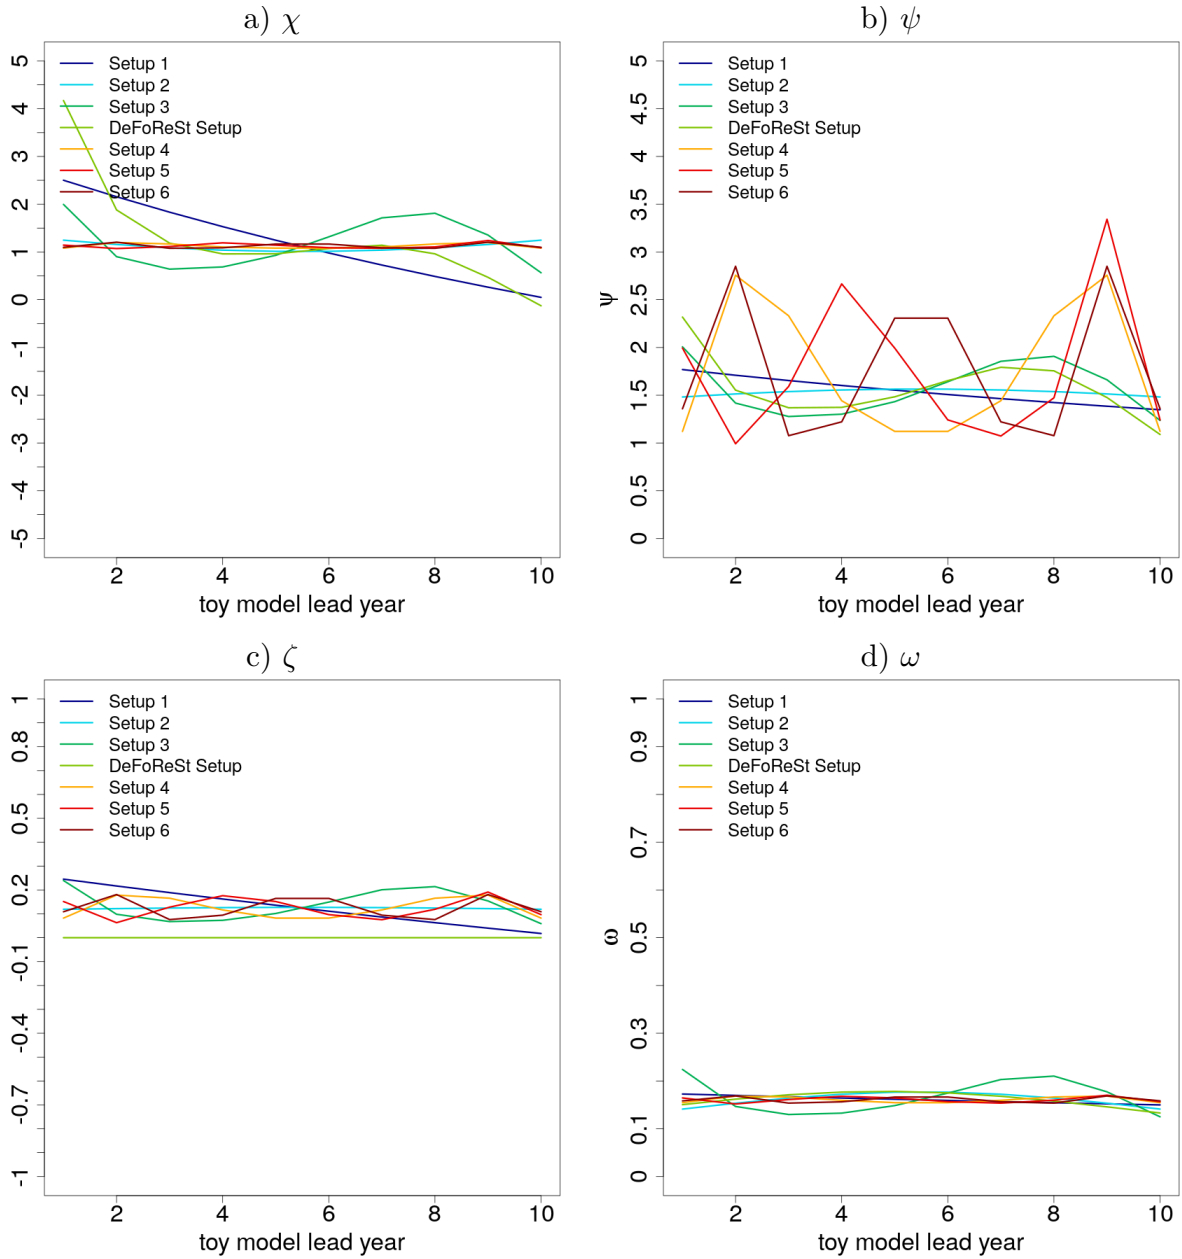 a) χ
5
4
3
2
1
0
-1
-2
-3
-4
-5
Setup 1
Setup 2
Setup 3
DeFoReSt Setup
Setup 4
Setup 5
Setup 6
2
4
6
8
10
toy model lead year
b) ψ
ψ
5
4.5
4
3.5
3
2.5
2
1.5
1
0.5
0
Setup 1
Setup 2
Setup 3
DeFoReSt Setup
Setup 4
Setup 5
Setup 6
2
4
6
8
10
toy model lead year
c) ζ
1
0.8
0.5
0.2
-0.1
-0.4
-0.7
-1
Setup 1
Setup 2
Setup 3
DeFoReSt Setup
Setup 4
Setup 5
Setup 6
2
4
6
8
10
toy model lead year
d) ω
ω
1
0.9
0.7
0.5
0.3
0.1
0
Setup 1
Setup 2
Setup 3
DeFoReSt Setup
Setup 4
Setup 5
Setup 6
2
4
6
8
10
toy model lead year